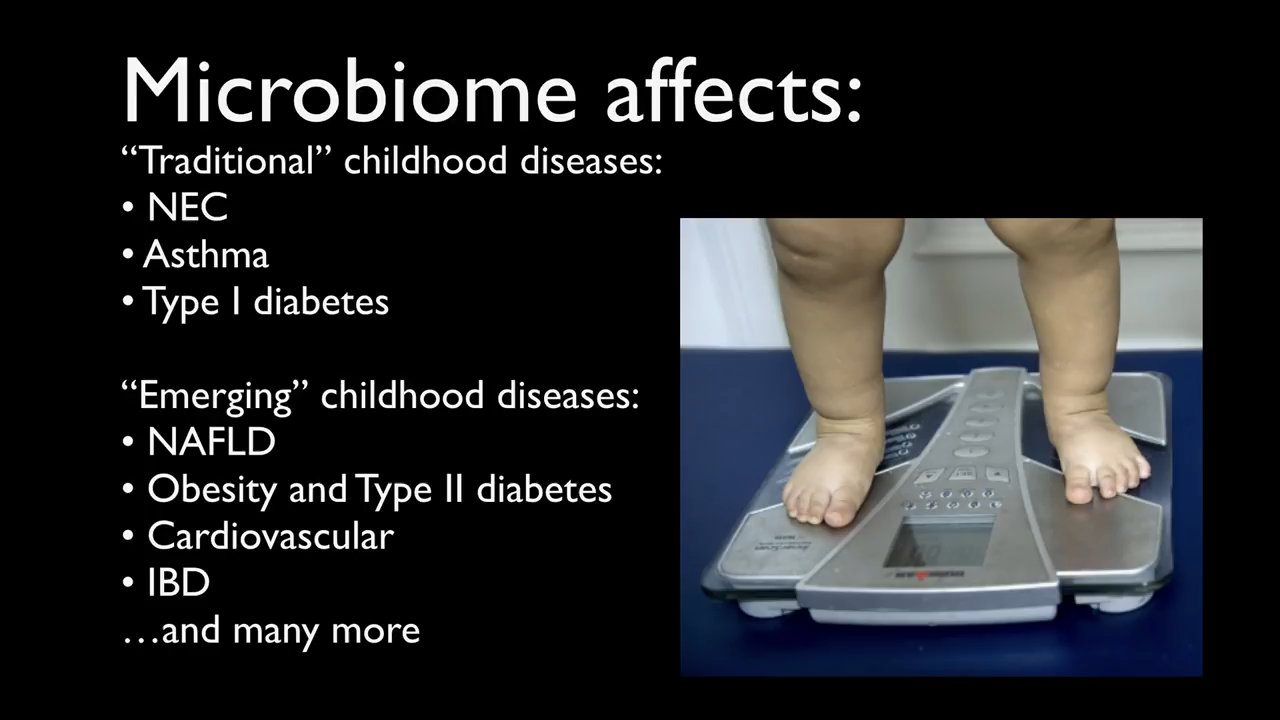 Microbiome affects:
“Traditional” childhood diseases:
• NEC
• Asthma
• Type I diabetes
“Emerging” childhood diseases:
• NAFLD
• Obesity and Type II diabetes
• Cardiovascular
• IBD
…and many more